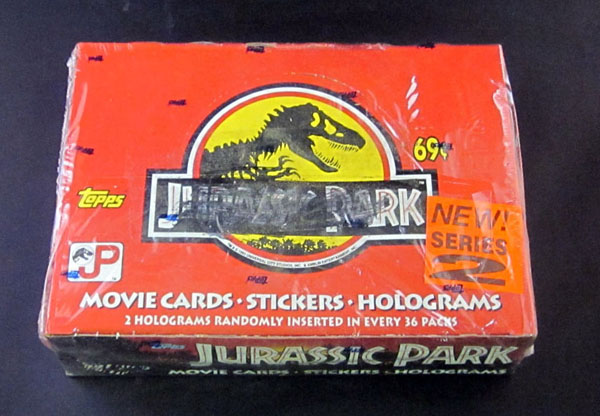 69¢
JURASSIC PARK
Topps
NEW!
SERIES
2
JP
MOVIE CARDS · STICKERS · HOLOGRAMS
2 HOLOGRAMS RANDOMLY INSERTED IN EVERY 36 PACKS
JURASSIC PARK
MOVIE CARDS · STICKERS · HOLOGRAMS